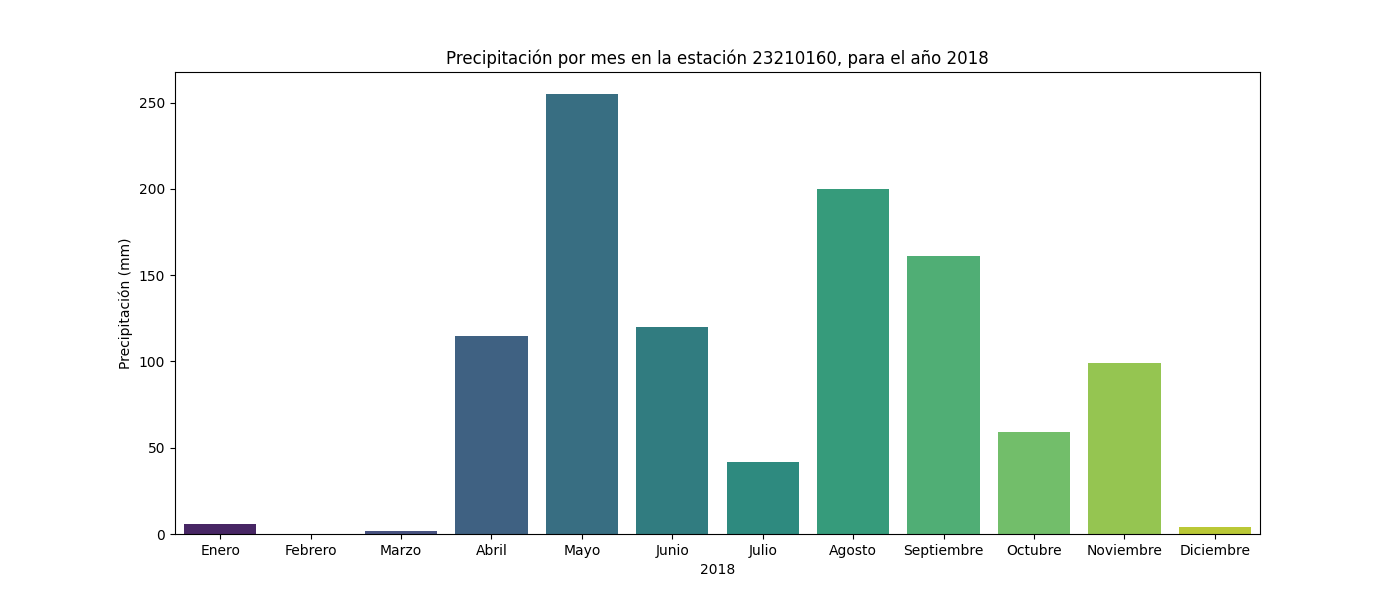 Precipitación por mes en la estación 23210160, para el año 2018
Precipitación (mm)
250
200
150
100
50
0
Enero Febrero Marzo Abril Mayo Junio Julio Agosto Septiembre Octubre Noviembre Diciembre
2018